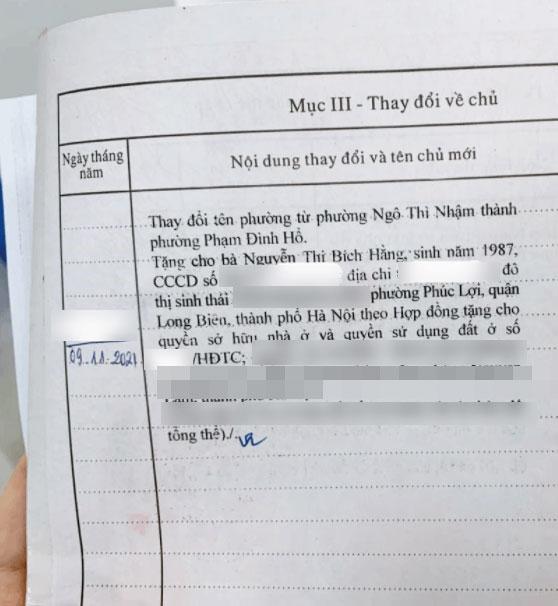 Mục III - Thay đổi về chủ
Ngày tháng
năm
Nội dung thay đổi và tên chủ mới
Thay đổi tên phường từ phường Ngô Thì Nhậm thành
phường Phạm Đình Hổ.
Tặng cho bà Nguyễn Thị Bích Hằng, sinh năm 1987,
CCCD số địa chỉ đô
thị sinh thái phường Phúc Lợi, quận
Long Biên, thành phố Hà Nội theo Hợp đồng tặng cho
quyền sở hữu nhà ở và quyền sử dụng đất ở số
09.11.2021 /HĐTC;
tổng thể)./.